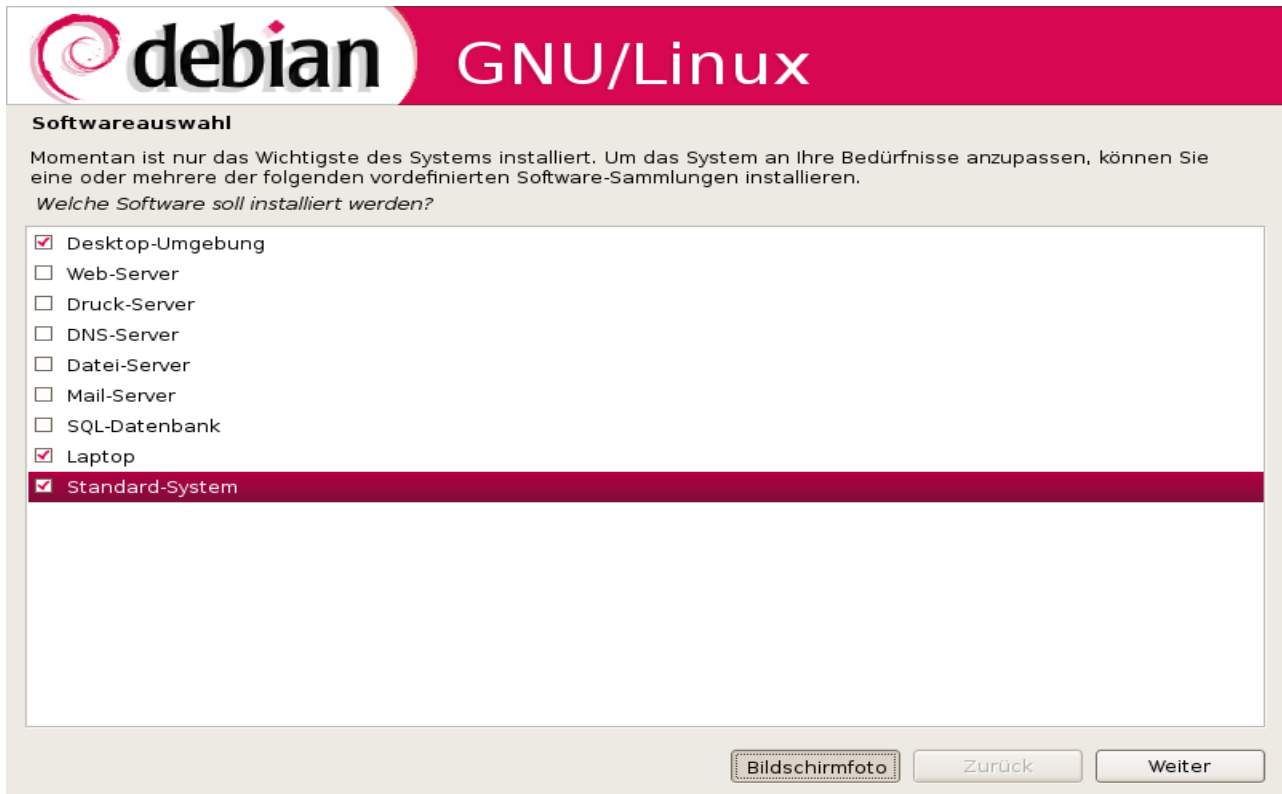 debian GNU/Linux
Softwareauswahl
Momentan ist nur das Wichtigste des Systems installiert. Um das System an Ihre Bedürfnisse anzupassen, können Sie
eine oder mehrere der folgenden vordefinierten Software-Sammlungen installieren.
Welche Software soll installiert werden?
Desktop-Umgebung
Web-Server
Druck-Server
DNS-Server
Datei-Server
Mail-Server
SQL-Datenbank
Laptop
Standard-System
Bildschirmfoto Zurück Weiter